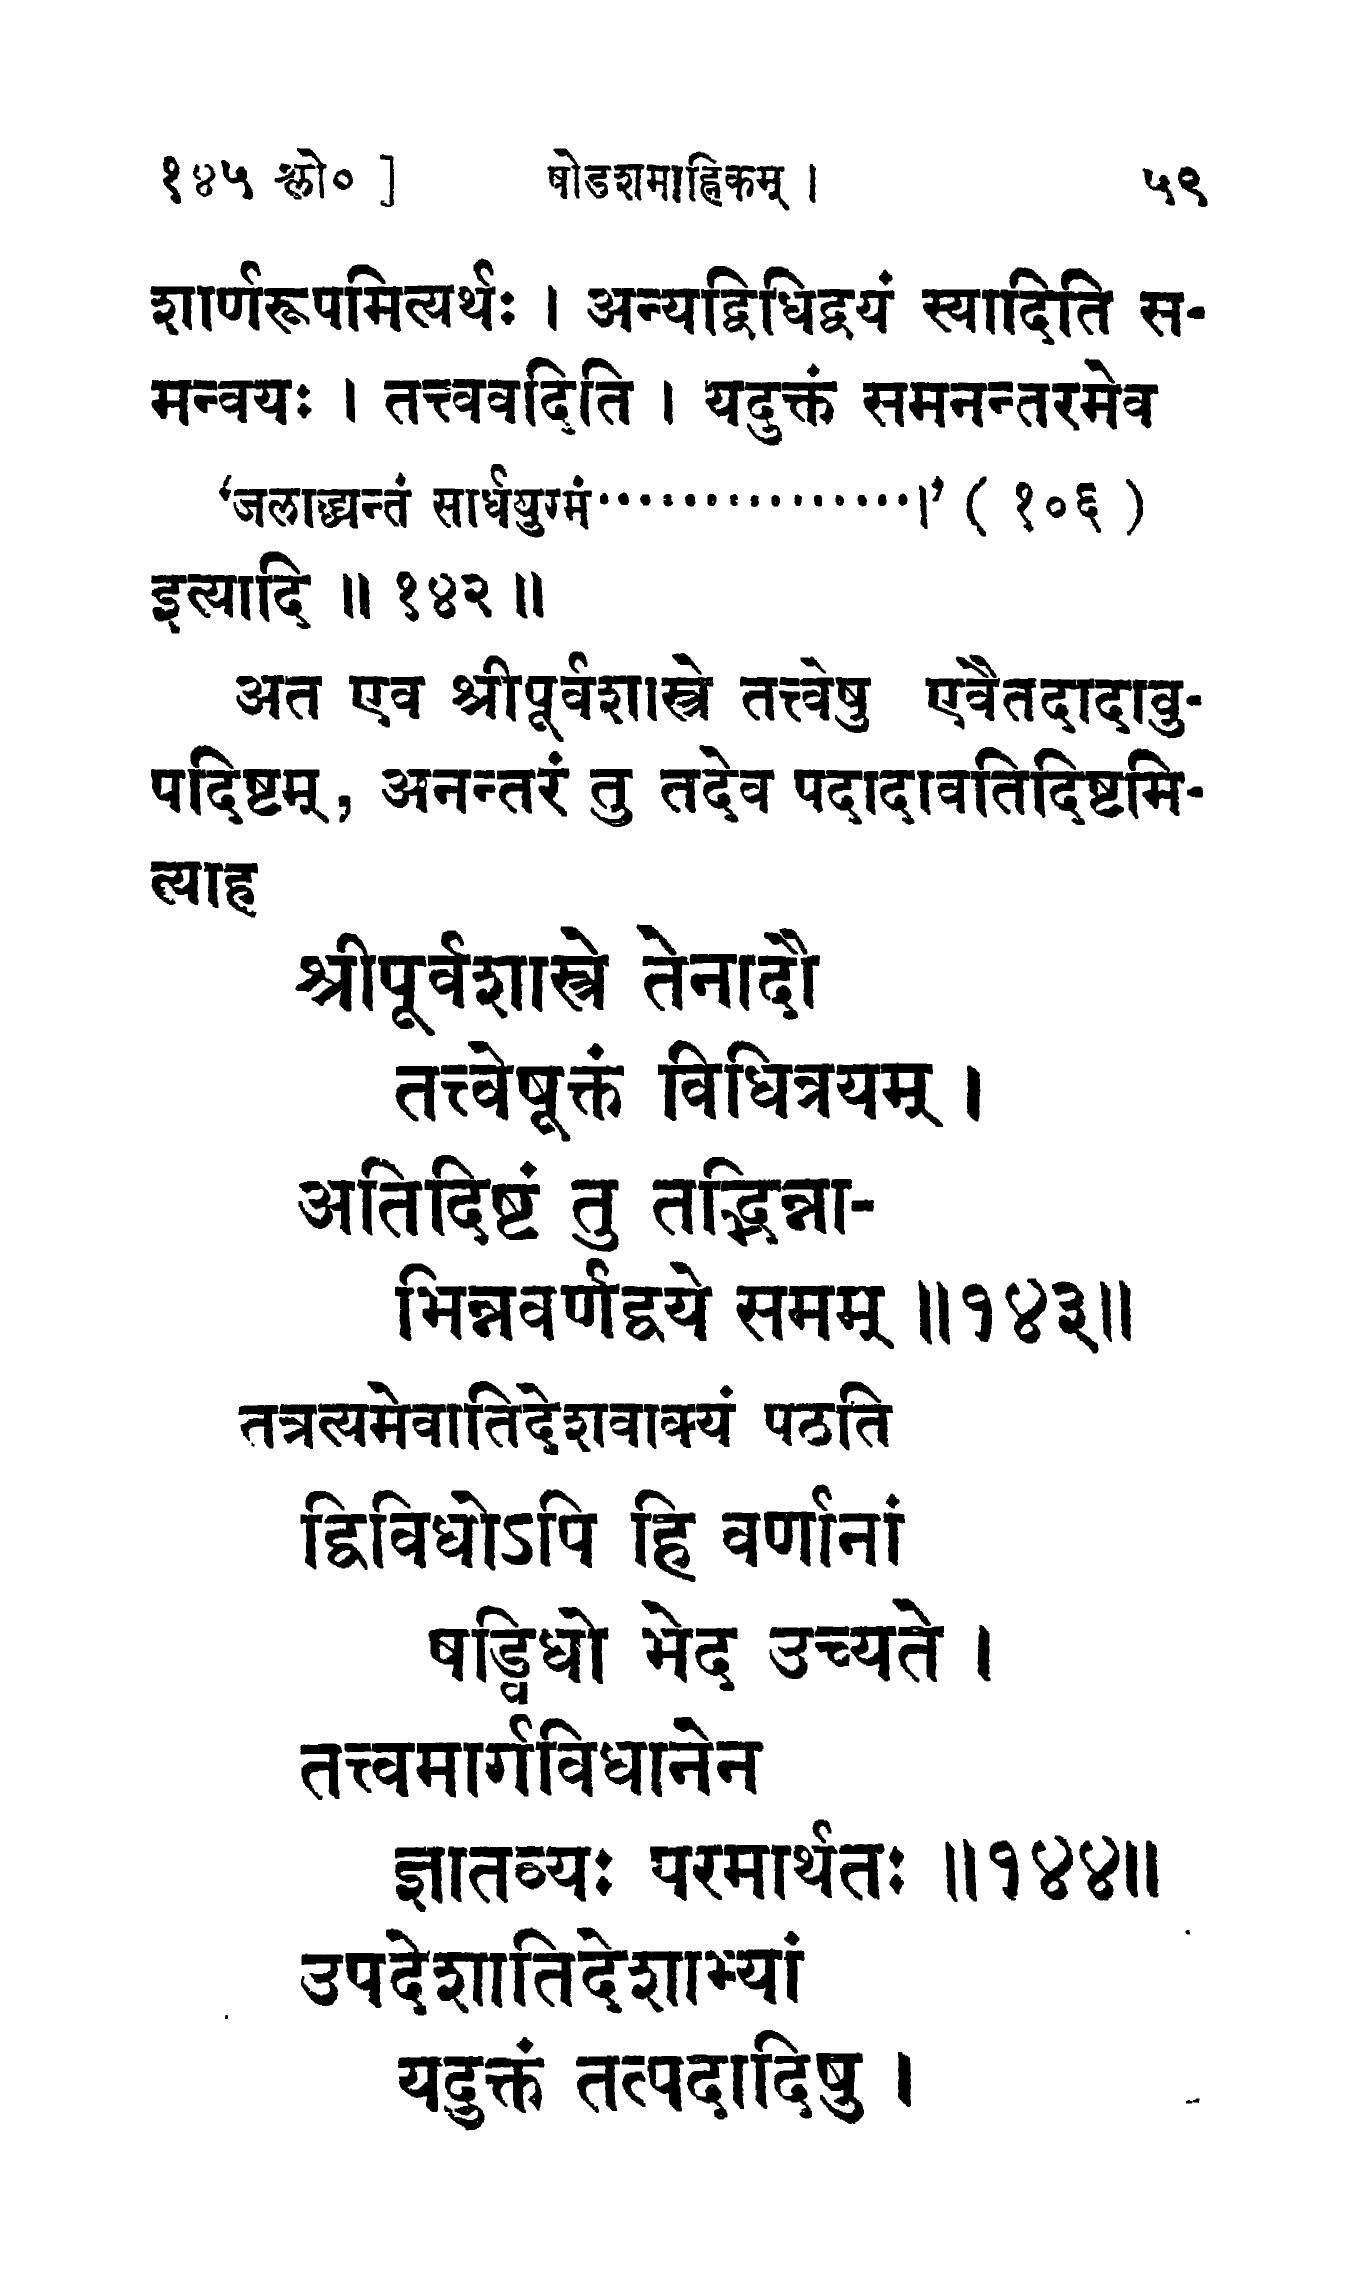 १४५ श्लो० ] षोडशमाह्निकम् । ५९
शार्णरूपमित्यर्थः । अन्यद्विधिद्वयं स्यादिति स-
मन्वयः । तत्त्ववदिति । यदुक्तं समनन्तरमेव
‘जलाद्ध्यन्तं सार्धयुग्मं···············।’ ( १०६ )
इत्यादि ॥ १४२ ॥
अत एव श्रीपूर्वशास्त्रे तत्त्वेषु एवैतदादावु-
पदिष्टम्, अनन्तरं तु तदेव पदादावतिदिष्टमि-
त्याह
श्रीपूर्वशास्त्रे तेनादौ
तत्त्वेषूक्तं विधित्रयम् ।
अतिदिष्टं तु तद्भिन्ना-
भिन्नवर्णद्वये समम् ॥१४३॥
तत्रत्यमेवातिदेशवाक्यं पठति
द्विविधोऽपि हि वर्णानां
षड्विधो भेद उच्यते ।
तत्त्वमार्गविधानेन
ज्ञातव्यः परमार्थतः ॥१४४॥
उपदेशातिदेशाभ्यां
यदुक्तं तत्पदादिषु ।